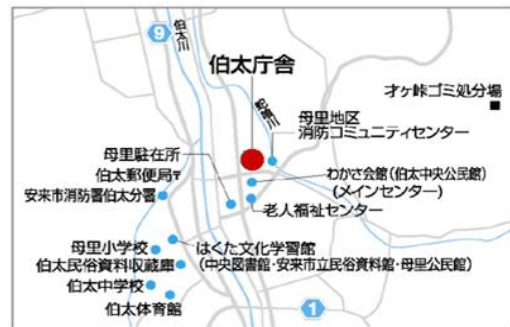 9
伯太川
伯太庁舎
才ヶ峠ゴミ処分場
母里地区
消防コミュニティセンター
母里駐在所
伯太郵便局〒
安来市消防署伯太分署
わかさ会館(伯太中央公民館)
(メインセンター)
老人福祉センター
母里小学校
はくた文化学習館
(中央図書館・安来市立民俗資料館・母里公民館)
伯太民俗資料収蔵庫
伯太中学校
伯太体育館
1